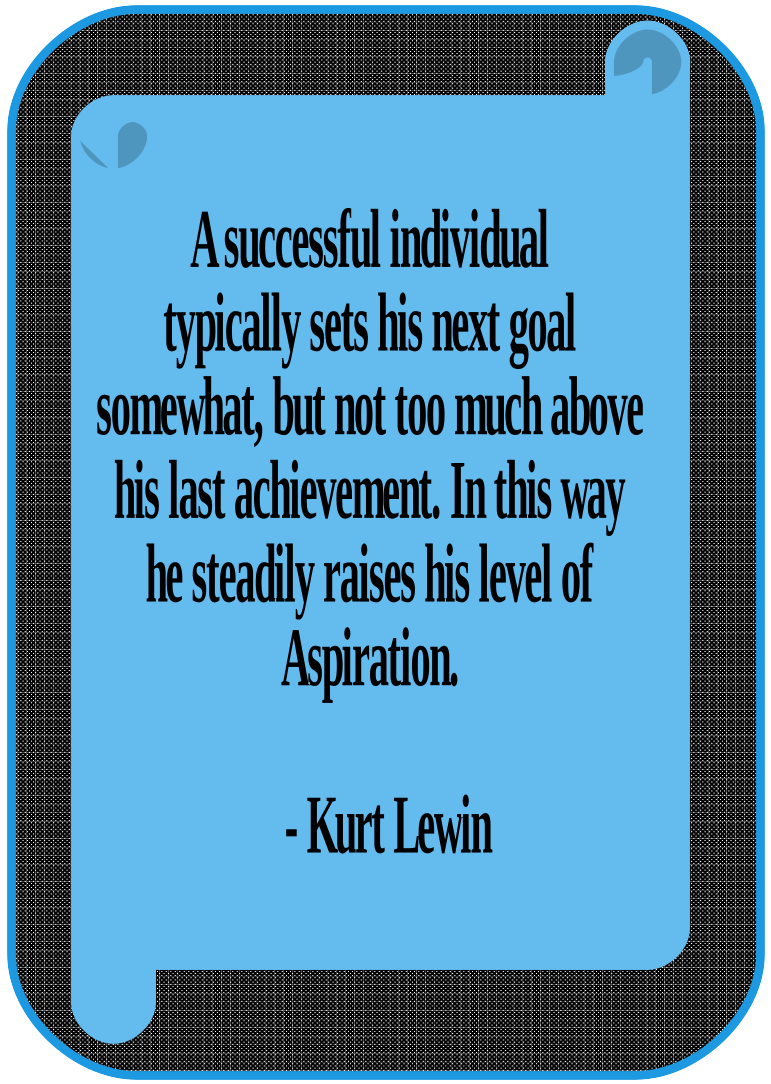 A successful individual
typically sets his next goal
somewhat, but not too much above
his last achievement. In this way
he steadily raises his level of
Aspiration.
- Kurt Lewin